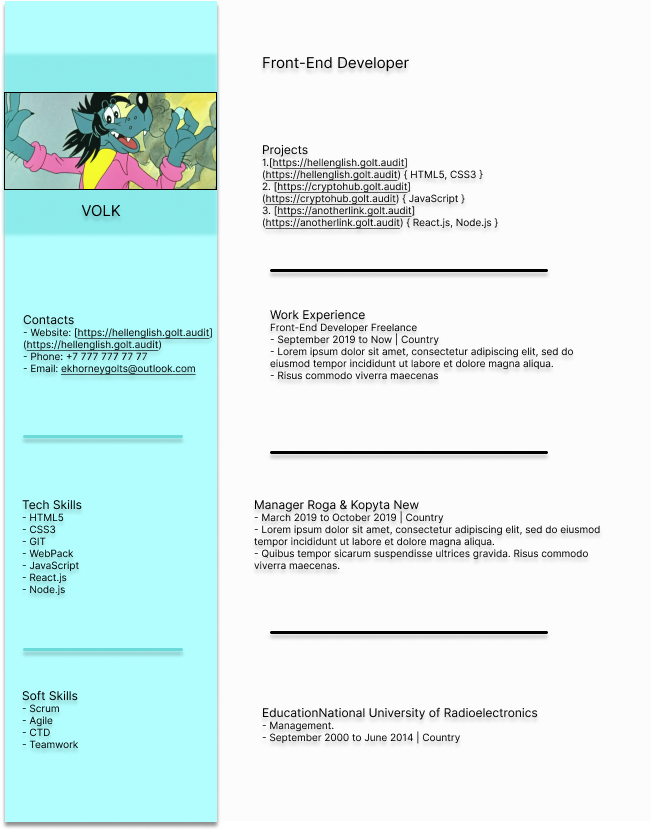 VOLK
Contacts
- Website: [https://hellenglish.golt.audit]
(https://hellenglish.golt.audit)
- Phone: +7 777 777 77 77
- Email: ekhorneygolts@outlook.com
Tech Skills
- HTML5
- CSS3
- GIT
- WebPack
- JavaScript
- React.js
- Node.js
Soft Skills
- Scrum
- Agile
- CTD
- Teamwork
Front-End Developer
Projects
1.[https://hellenglish.golt.audit]
(https://hellenglish.golt.audit) { HTML5, CSS3 }
2. [https://cryptohub.golt.audit]
(https://cryptohub.golt.audit) { JavaScript }
3. [https://anotherlink.golt.audit]
(https://anotherlink.golt.audit) { React.js, Node.js }
Work Experience
Front-End Developer Freelance
- September 2019 to Now | Country
- Lorem ipsum dolor sit amet, consectetur adipiscing elit, sed do
eiusmod tempor incididunt ut labore et dolore magna aliqua.
- Risus commodo viverra maecenas
Manager Roga & Kopyta New
- March 2019 to October 2019 | Country
- Lorem ipsum dolor sit amet, consectetur adipiscing elit, sed do eiusmod
tempor incididunt ut labore et dolore magna aliqua.
- Quibus tempor sicarum suspendisse ultrices gravida. Risus commodo
viverra maecenas.
EducationNational University of Radioelectronics
- Management.
- September 2000 to June 2014 | Country